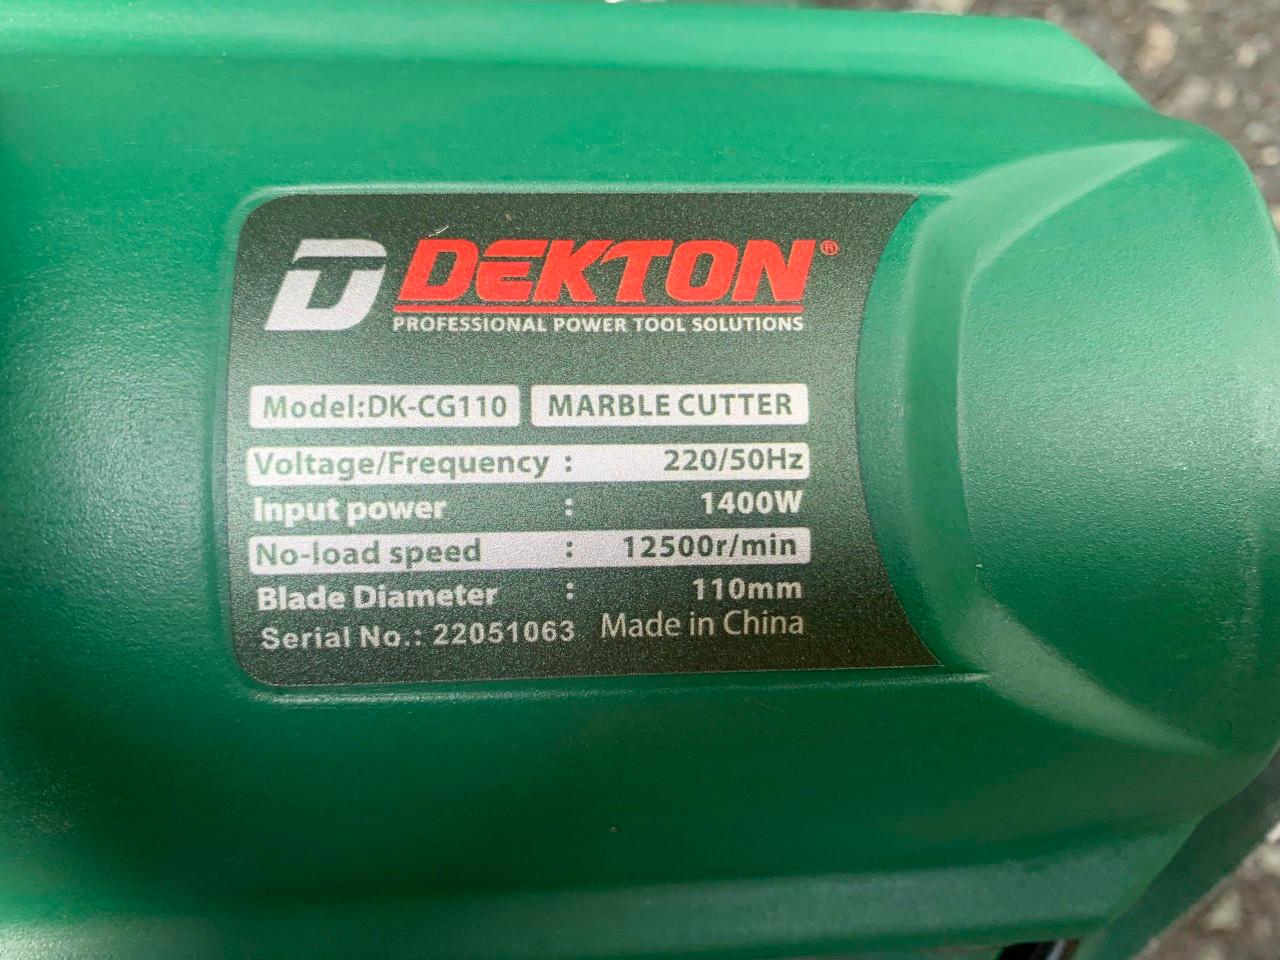 DEKTON®
PROFESSIONAL POWER TOOL SOLUTIONS
Model:DK-CG110 MARBLE CUTTER
Voltage/Frequency : 220/50Hz
Input power : 1400W
No-load speed : 12500r/min
Blade Diameter : 110mm
Serial No.: 22051063 Made in China